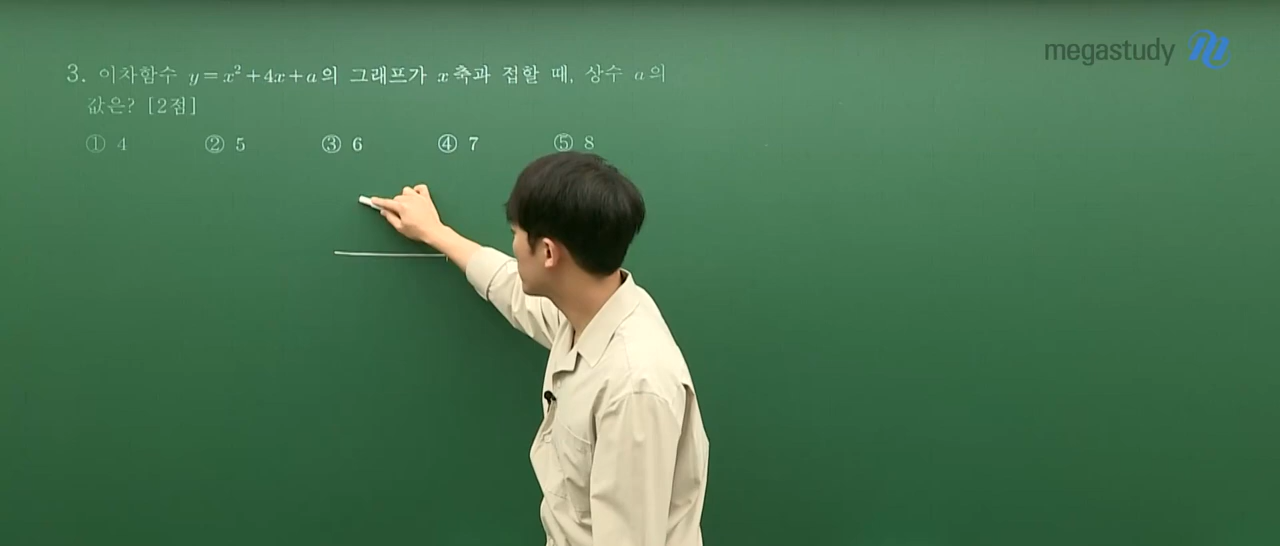 megastudy
3. 이차함수 y=x²+4x+a의 그래프가 x축과 접할 때, 상수 a의
값은? [2점]
① 4 ② 5 ③ 6 ④ 7 ⑤ 8